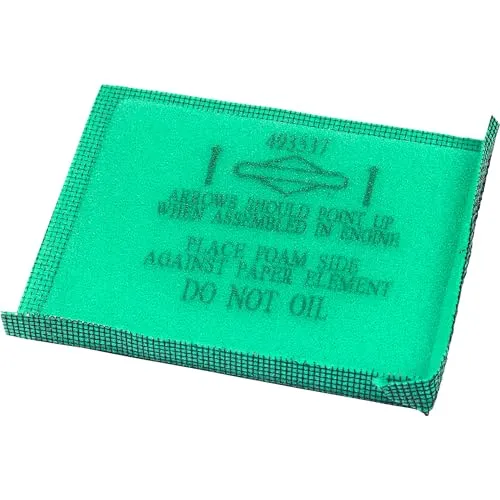 493537
ARROWS SHOULD POINT UP
WHEN ASSEMBLED IN ENGINE
PLACE FOAM SIDE
AGAINST PAPER ELEMENT
DO NOT OIL